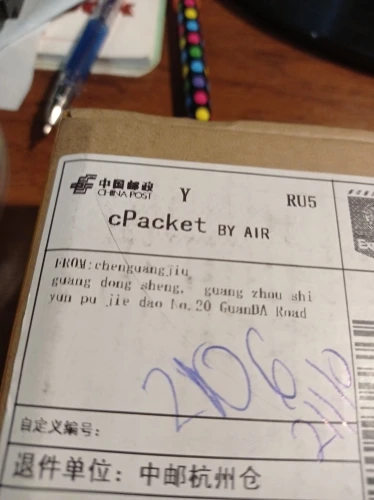 中国邮政
CHINA POST
Y
RU5
cPacket BY AIR
FROM:chenguangjiu
guang dong sheng, guang zhou shi
yun pu jie dao No.20 GuanDA Road
2106
自定义编号:
退件单位: 中邮杭州仓